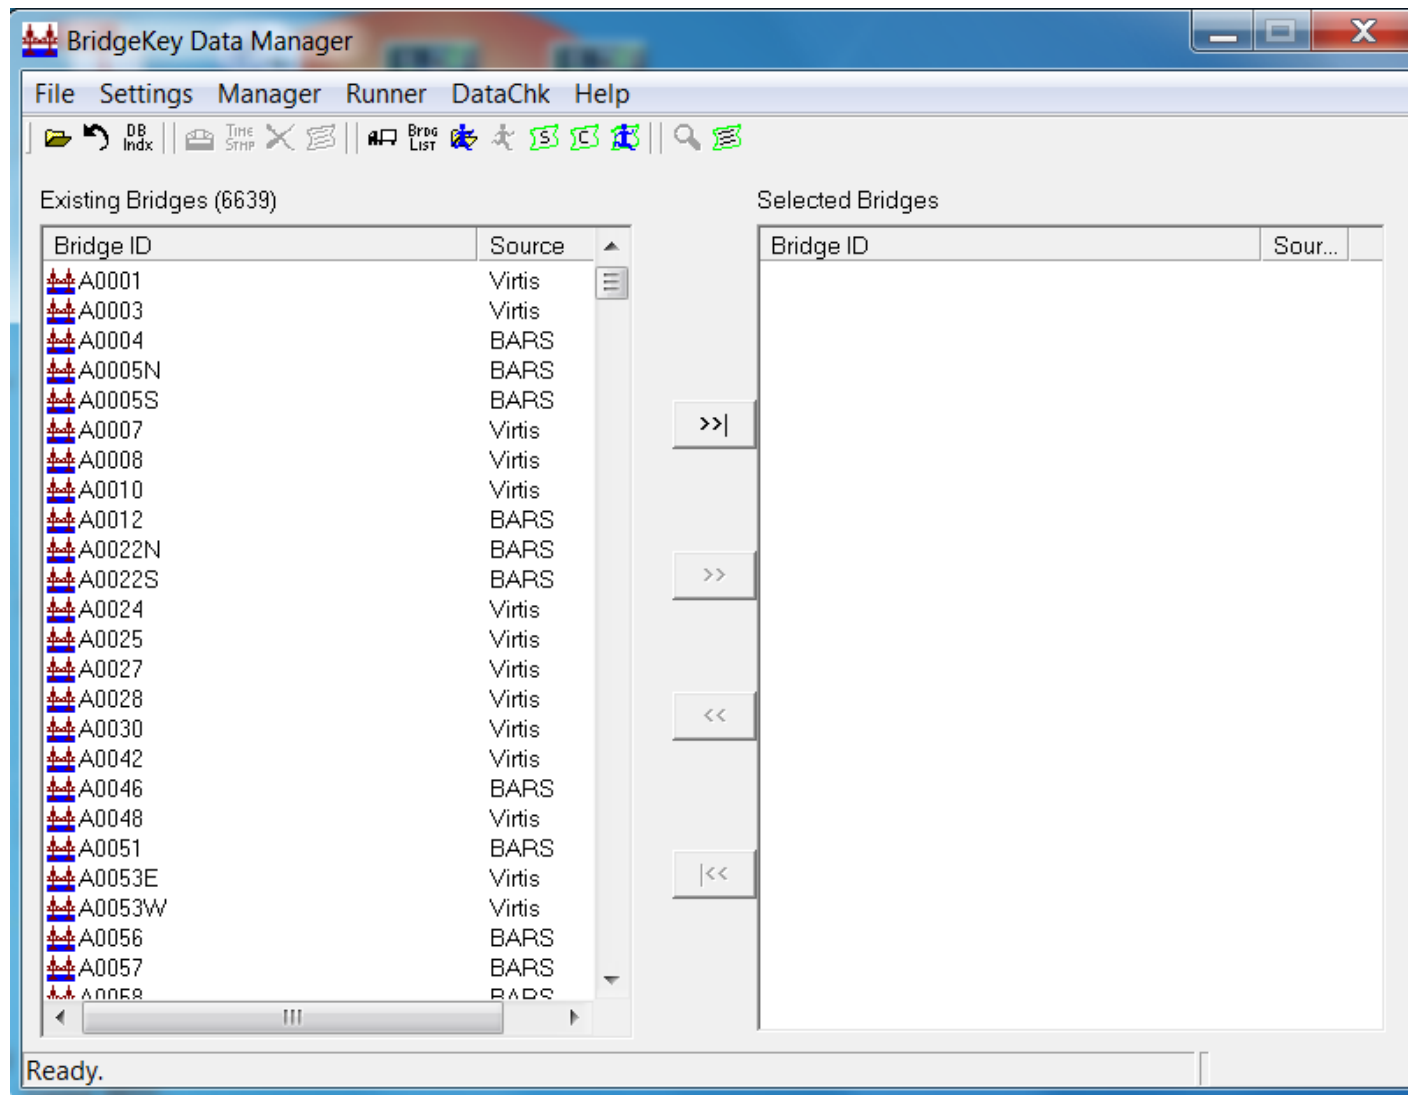 BridgeKey Data Manager
File Settings Manager Runner DataChk Help
DB Indx TIME STMP BRDG LIST S C
Existing Bridges (6639) Selected Bridges
Bridge ID Source Bridge ID Sour...
A0001 Virtis
A0003 Virtis
A0004 BARS
A0005N BARS
A0005S BARS
A0007 Virtis
A0008 Virtis
A0010 Virtis
A0012 BARS
A0022N BARS
A0022S BARS
A0024 Virtis
A0025 Virtis
A0027 Virtis
A0028 Virtis
A0030 Virtis
A0042 Virtis
A0046 BARS
A0048 Virtis
A0051 BARS
A0053E Virtis
A0053W Virtis
A0056 BARS
A0057 BARS
A0058 BARS
>>|
>>
<<
|<<
Ready.